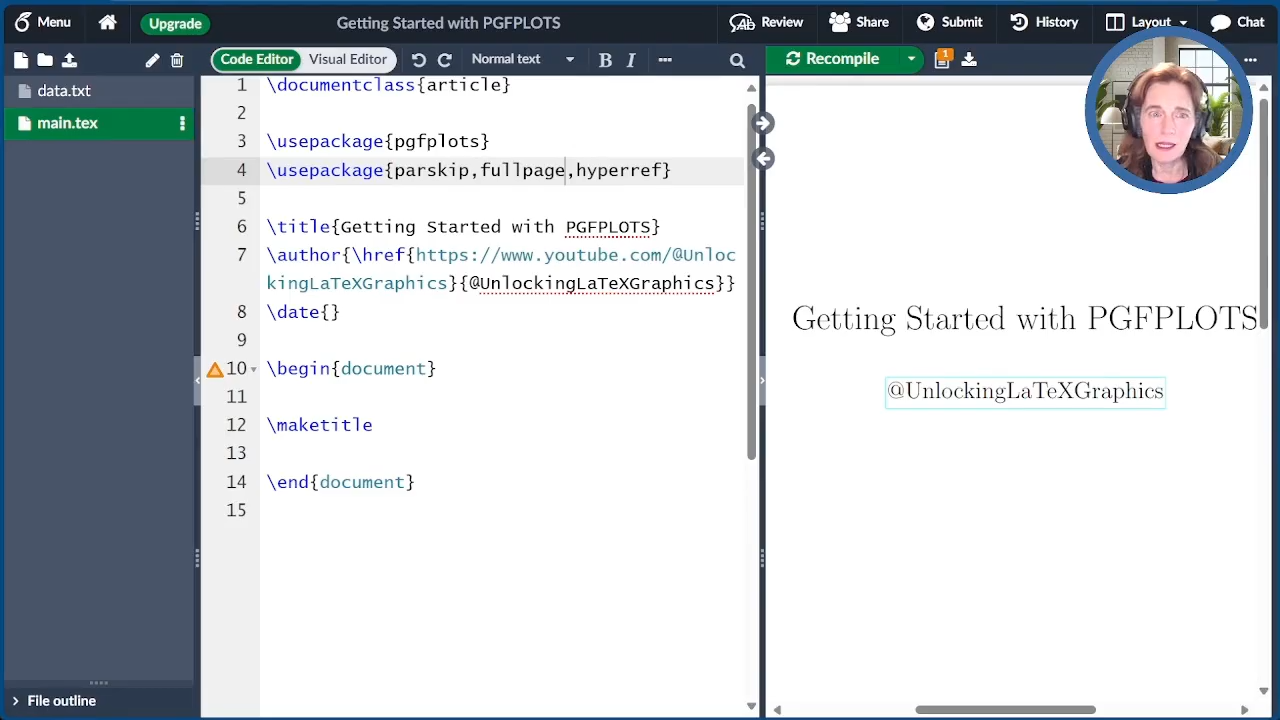 Menu
Upgrade
Getting Started with PGFPLOTS
Review
Share
Submit
History
Layout
Chat
Code Editor
Visual Editor
Normal text
B
I
Recompile
1
data.txt
main.tex
File outline
1 \documentclass{article}
2
3 \usepackage{pgfplots}
4 \usepackage{parskip,fullpage,hyperref}
5
6 \title{Getting Started with PGFPLOTS}
7 \author{\href{https://www.youtube.com/@Unloc
kingLaTeXGraphics}{@UnlockingLaTeXGraphics}}
8 \date{}
9
10 \begin{document}
11
12 \maketitle
13
14 \end{document}
15
Getting Started with PGFPLOTS
@UnlockingLaTeXGraphics